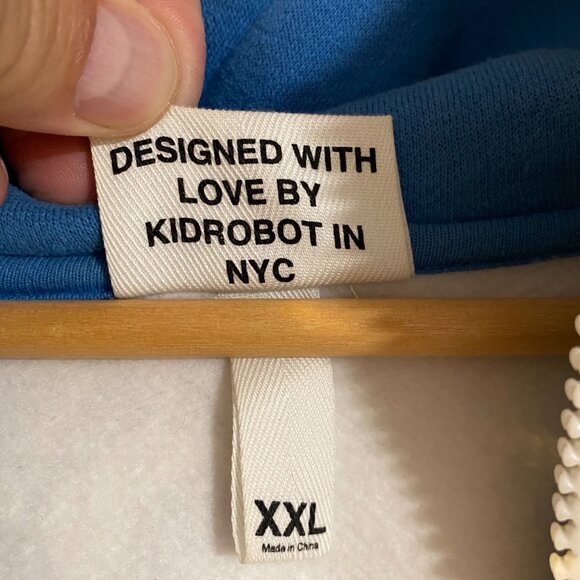 DESIGNED WITH
LOVE BY
KIDROBOT IN
NYC
XXL
Made in China